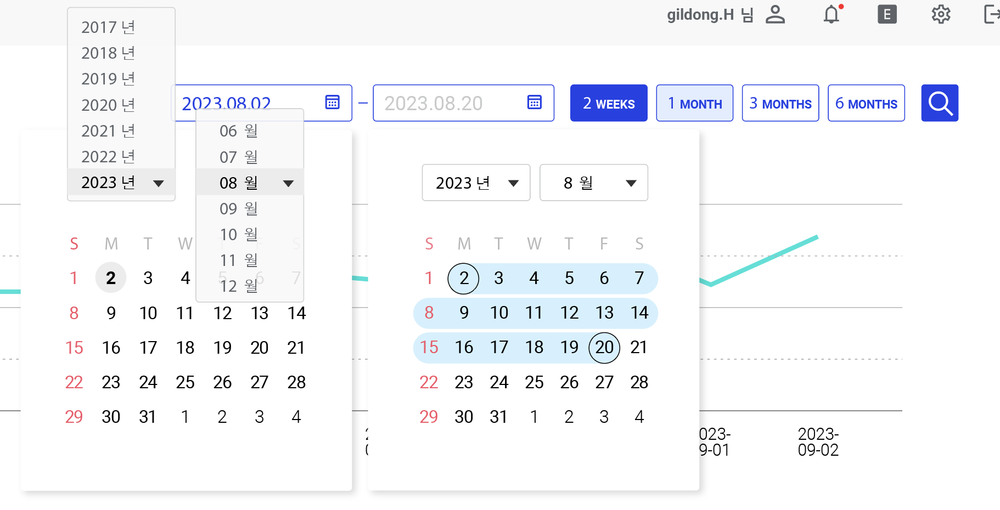 gildong.H 님
E
2017 년
2018 년
2019 년
2020 년
2021 년
2022 년
2023 년
2023.08.02
–
2023.08.20
2 WEEKS
1 MONTH
3 MONTHS
6 MONTHS
06 월
07 월
08 월
09 월
10 월
11 월
12 월
S M T W T F S
1 2 3 4 5 6 7
8 9 10 11 12 13 14
15 16 17 18 19 20 21
22 23 24 25 26 27 28
29 30 31 1 2 3 4
2023 년
8 월
S M T W T F S
1 2 3 4 5 6 7
8 9 10 11 12 13 14
15 16 17 18 19 20 21
22 23 24 25 26 27 28
29 30 31 1 2 3 4
023-
9-01
2023-
09-02